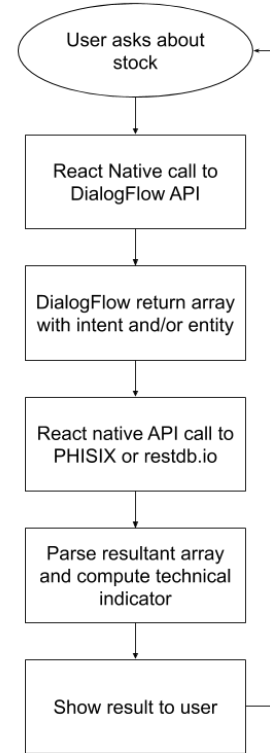 User asks about
stock
React Native call to
DialogFlow API
DialogFlow return array
with intent and/or entity
React native API call to
PHISIX or restdb.io
Parse resultant array
and compute technical
indicator
Show result to user